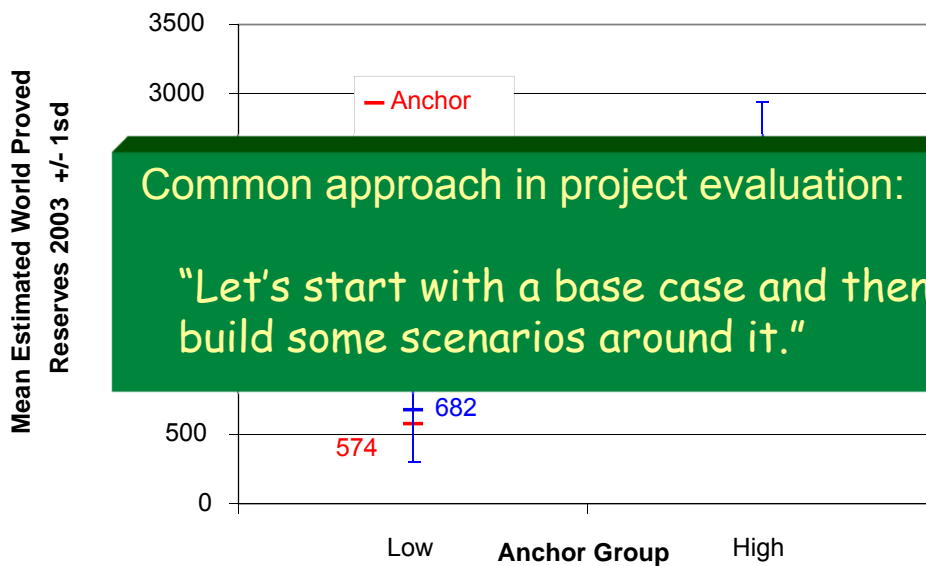 3500
3000
Anchor
Mean Estimated World Proved
Reserves 2003 +/- 1sd
Common approach in project evaluation:
“Let’s start with a base case and then
build some scenarios around it.”
682
500
574
0
Low
Anchor Group
High